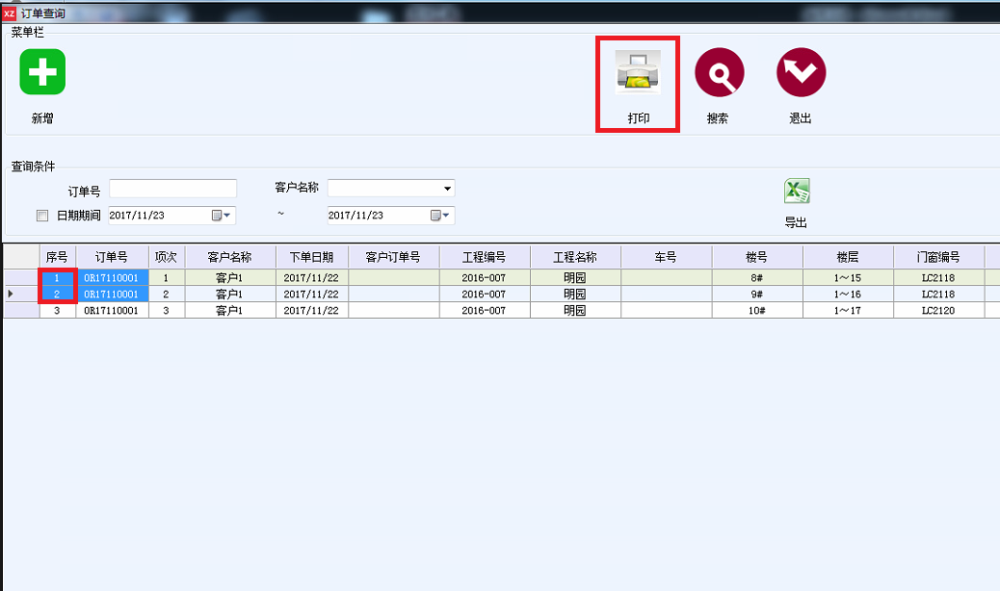 XZ 订单查询
菜单栏
新增 打印 搜索 退出
查询条件
订单号 客户名称
日期期间 2017/11/23 ~ 2017/11/23
导出
序号 订单号 项次 客户名称 下单日期 客户订单号 工程编号 工程名称 车号 楼号 楼层 门窗编号
1 OR17110001 1 客户1 2017/11/22 2016-007 明园 8# 1～15 LC2118
2 OR17110001 2 客户1 2017/11/22 2016-007 明园 9# 1～16 LC2118
3 OR17110001 3 客户1 2017/11/22 2016-007 明园 10# 1～17 LC2120